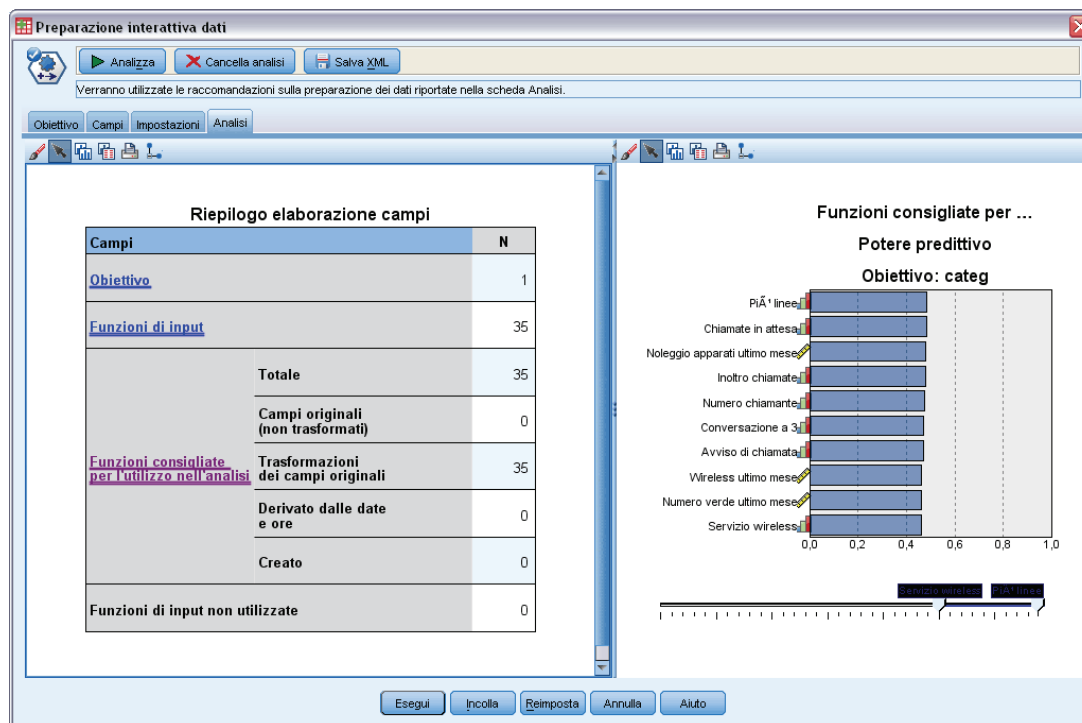 Preparazione interattiva dati
Analizza
Cancella analisi
Salva XML
Verranno utilizzate le raccomandazioni sulla preparazione dei dati riportate nella scheda Analisi.
Obiettivo Campi Impostazioni Analisi
Riepilogo elaborazione campi
Campi N
Obiettivo 1
Funzioni di input 35
Funzioni consigliate
per l'utilizzo nell'analisi
Totale 35
Campi originali
(non trasformati) 0
Trasformazioni
dei campi originali 35
Derivato dalle date
e ore 0
Creato 0
Funzioni di input non utilizzate 0
Funzioni consigliate per ...
Potere predittivo
Obiettivo: categ
PiÃ¹ linee
Chiamate in attesa
Noleggio apparati ultimo mese
Inoltro chiamate
Numero chiamante
Conversazione a 3
Avviso di chiamata
Wireless ultimo mese
Numero verde ultimo mese
Servizio wireless
0,0 0,2 0,4 0,6 0,8 1,0
Servizio wireless PiÃ¹ linee
Esegui Incolla Reimposta Annulla Aiuto